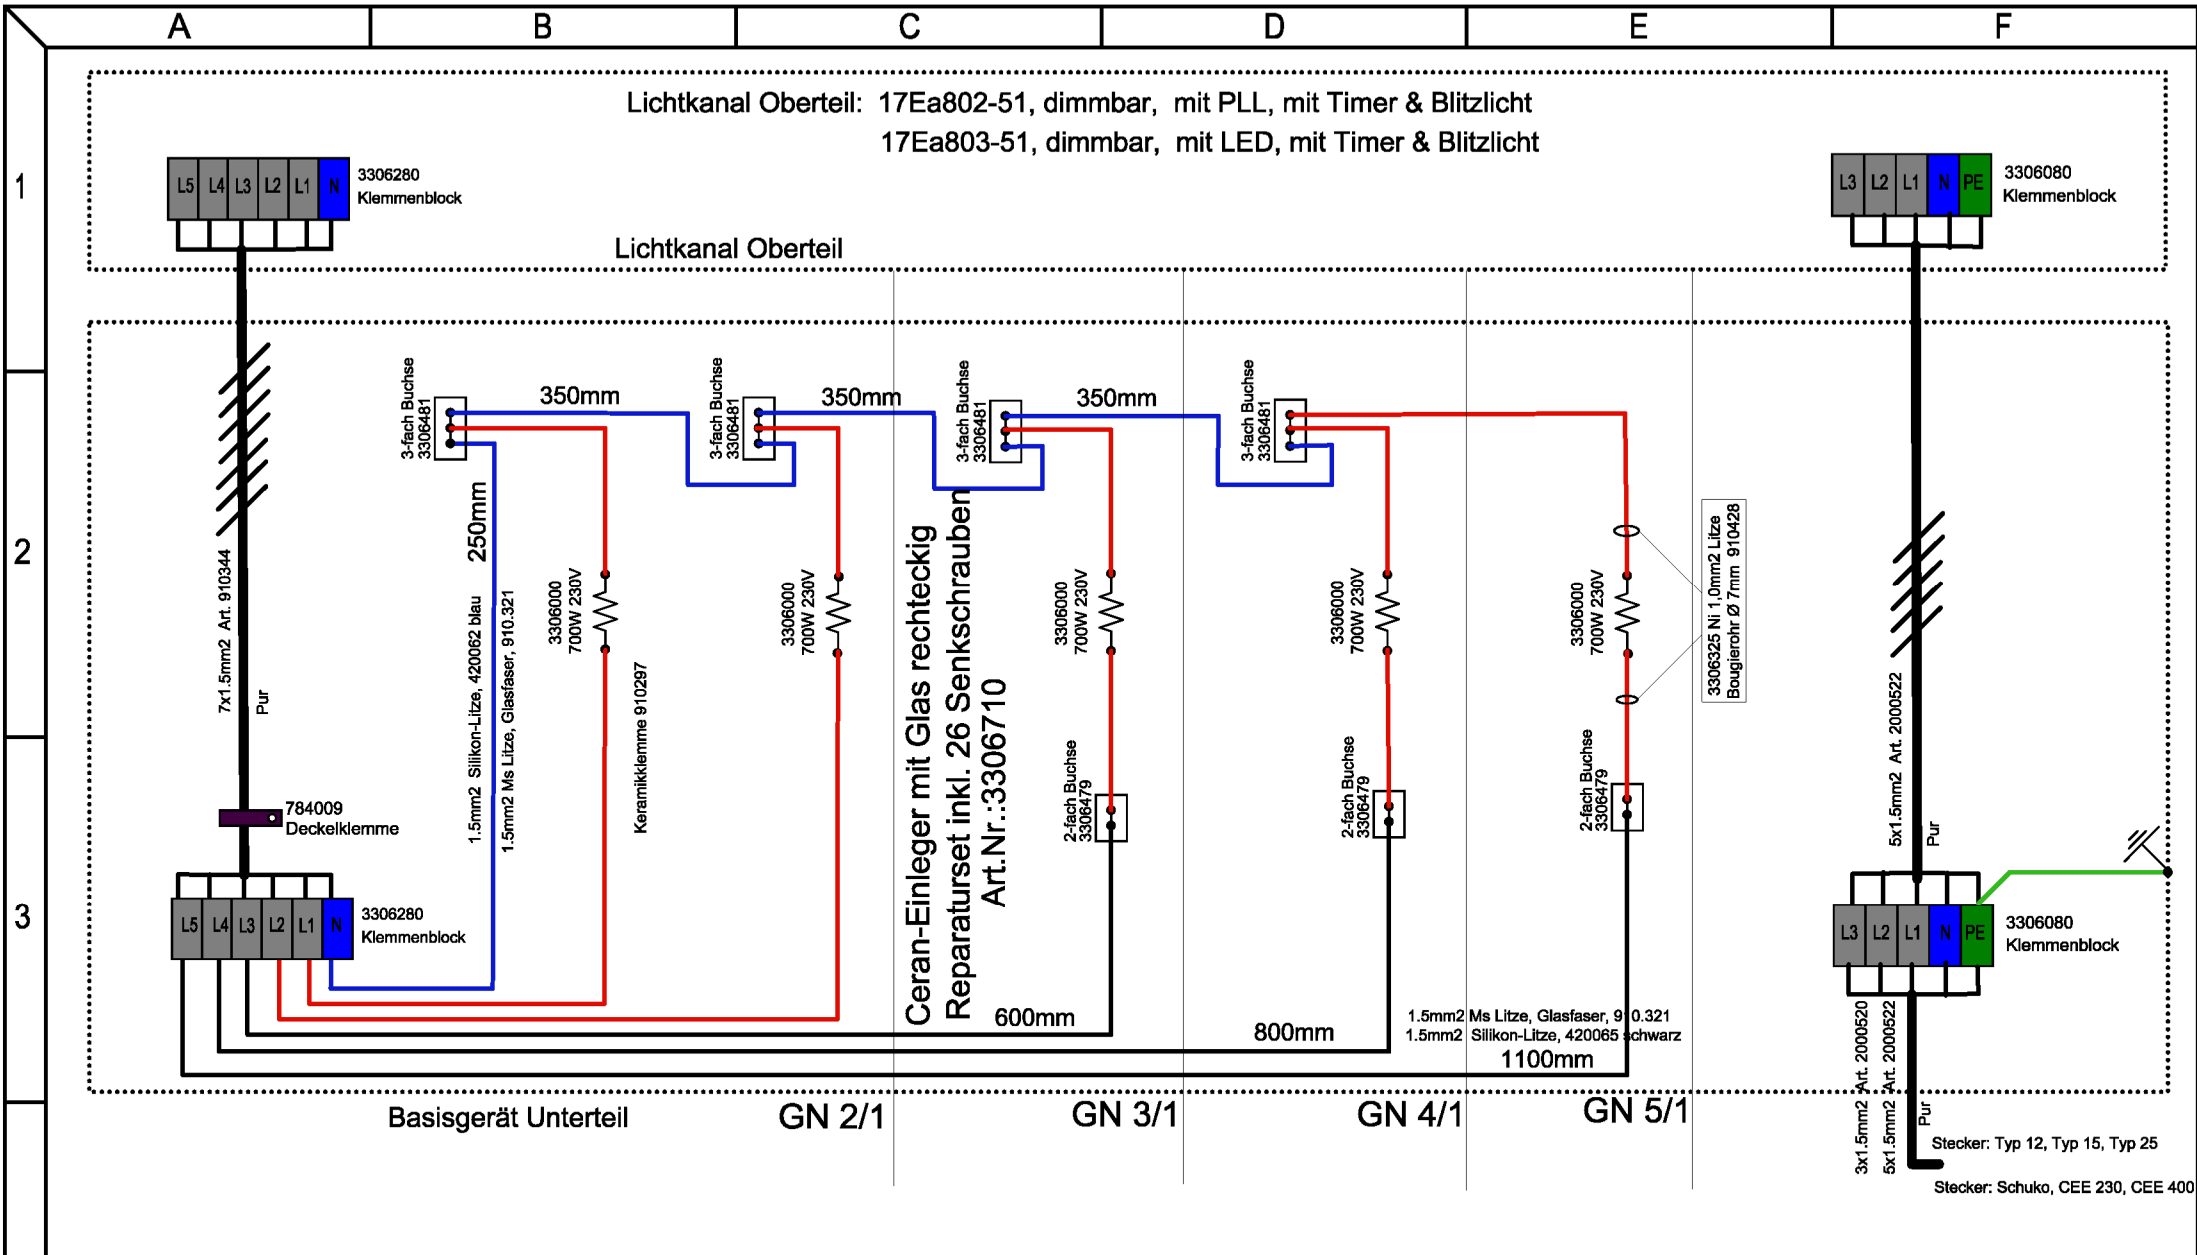 A B C D E F
1
2
3
Lichtkanal Oberteil: 17Ea802-51, dimmbar, mit PLL, mit Timer & Blitzlicht
17Ea803-51, dimmbar, mit LED, mit Timer & Blitzlicht
L5 L4 L3 L2 L1 N
3306280
Klemmenblock
L3 L2 L1 N PE
3306080
Klemmenblock
Lichtkanal Oberteil
7x1.5mm2 Art. 910344
Pur
3-fach Buchse
3306481
350mm
3-fach Buchse
3306481
350mm
3-fach Buchse
3306481
350mm
3-fach Buchse
3306481
250mm
1.5mm2 Silikon-Litze, 420062 blau
1.5mm2 Ms Litze, Glasfaser, 910.321
3306000
700W 230V
Keramikklemme 910297
3306000
700W 230V
Ceran-Einleger mit Glas rechteckig
Reparaturset inkl. 26 Senkschrauben
Art.Nr.:3306710
3306000
700W 230V
3306000
700W 230V
3306000
700W 230V
3306325 Ni 1,0mm2 Litze
Bougierohr Ø 7mm 910428
5x1.5mm2 Art. 2000522
Pur
2-fach Buchse
3306479
2-fach Buchse
3306479
2-fach Buchse
3306479
784009
Deckelklemme
L5 L4 L3 L2 L1 N
3306280
Klemmenblock
L3 L2 L1 N PE
3306080
Klemmenblock
600mm
800mm
1.5mm2 Ms Litze, Glasfaser, 910.321
1.5mm2 Silikon-Litze, 420065 schwarz
1100mm
Basisgerät Unterteil
GN 2/1
GN 3/1
GN 4/1
GN 5/1
3x1.5mm2 Art. 2000520
5x1.5mm2 Art. 2000522
Pur
Stecker: Typ 12, Typ 15, Typ 25
Stecker: Schuko, CEE 230, CEE 400